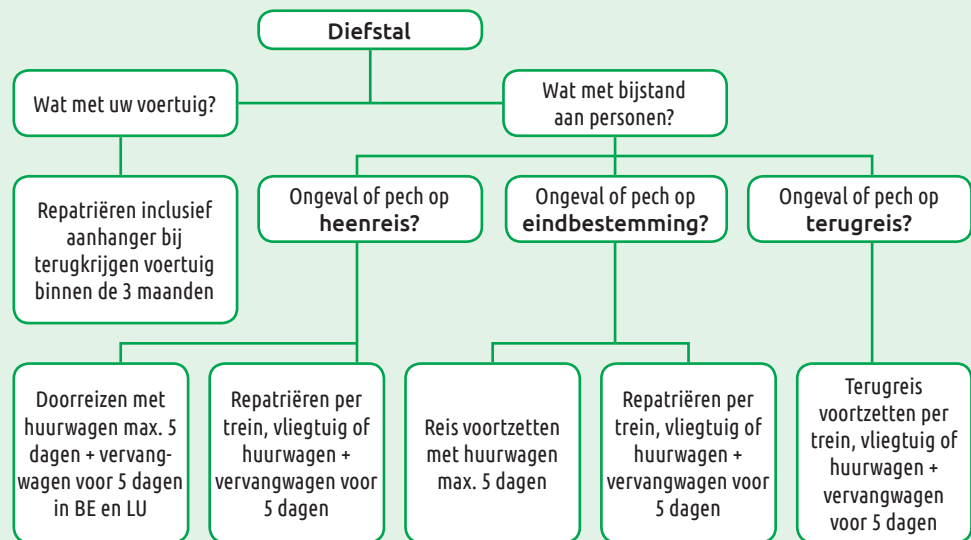 Diefstal
Wat met uw voertuig?
Wat met bijstand
aan personen?
Repatriëren inclusief
aanhanger bij
terugkrijgen voertuig
binnen de 3 maanden
Ongeval of pech op
heenreis?
Ongeval of pech op
eindbestemming?
Ongeval of pech op
terugreis?
Doorreizen met
huurwagen max. 5
dagen + vervang-
wagen voor 5 dagen
in BE en LU
Repatriëren per
trein, vliegtuig of
huurwagen +
vervangwagen voor
5 dagen
Reis voortzetten
met huurwagen
max. 5 dagen
Repatriëren per
trein, vliegtuig of
huurwagen +
vervangwagen voor
5 dagen
Terugreis
voortzetten per
trein, vliegtuig of
huurwagen +
vervangwagen
voor 5 dagen